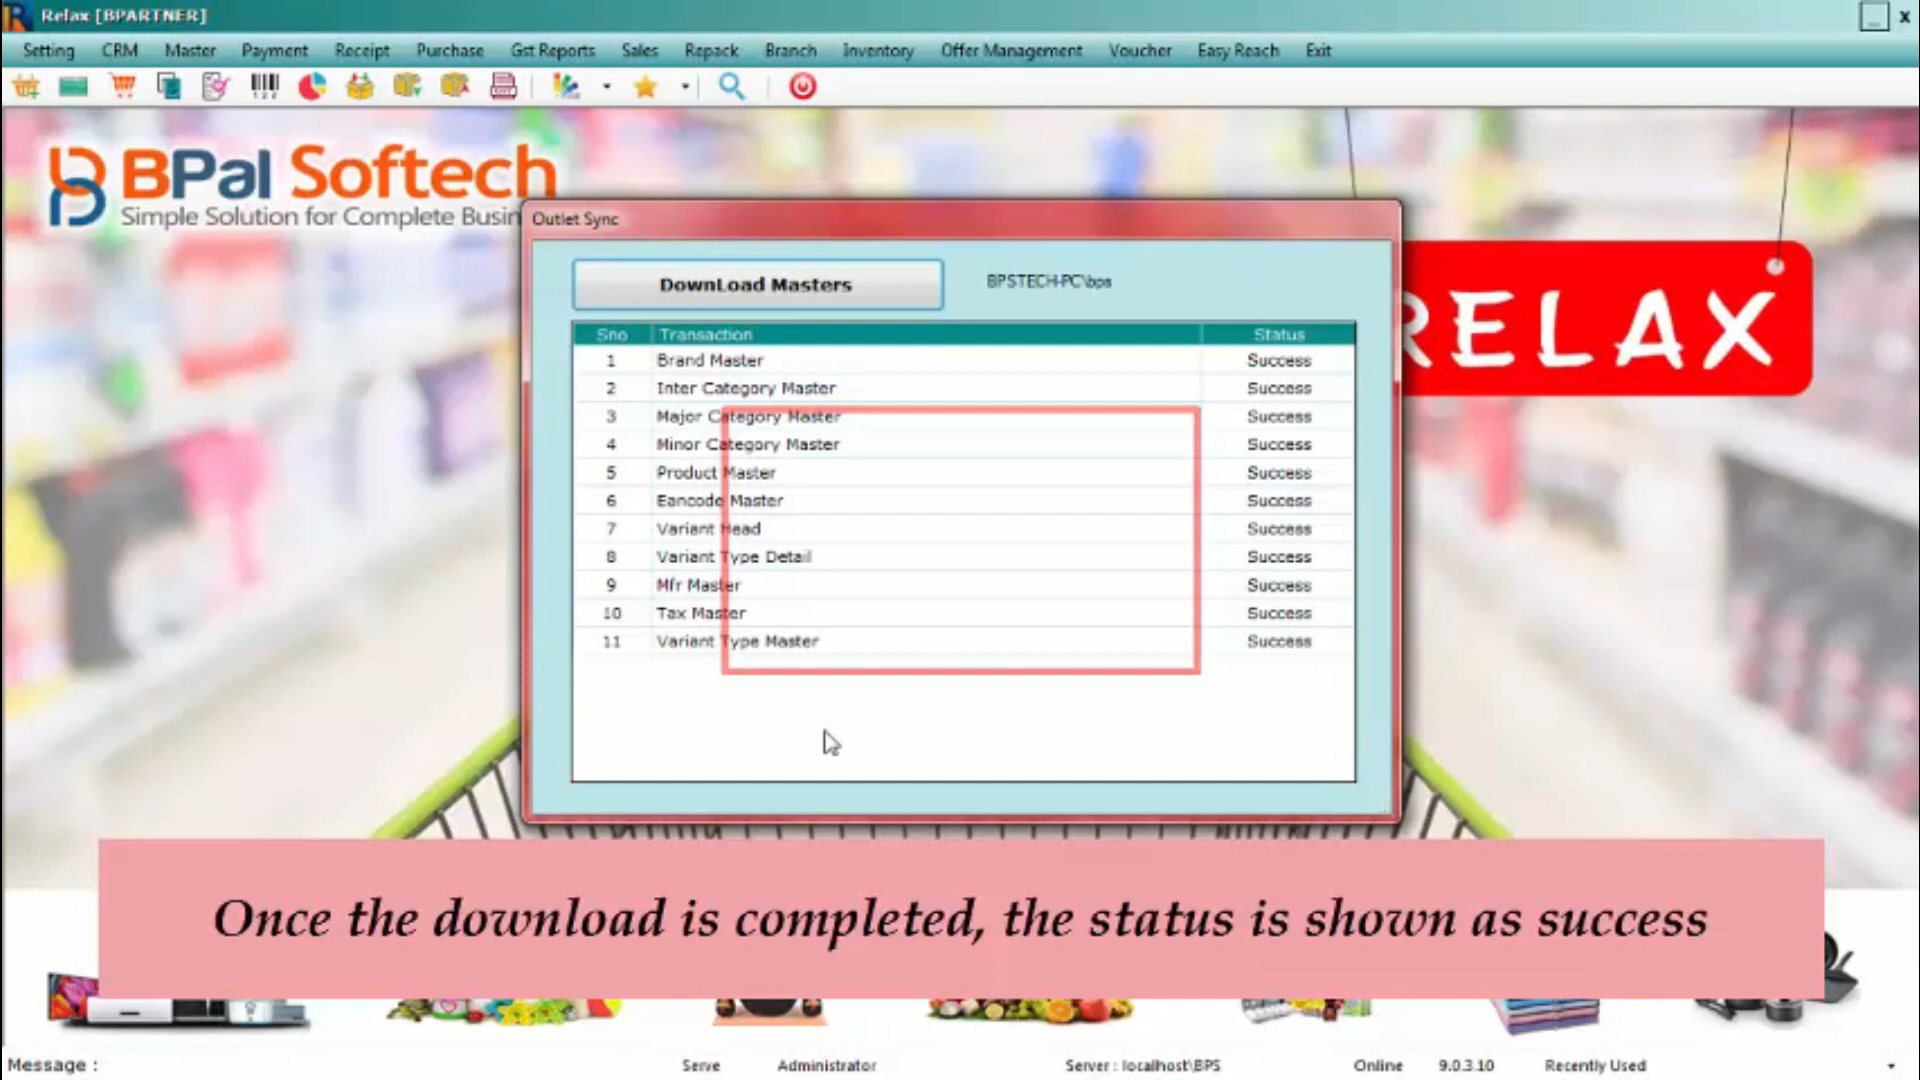 Relax [BPARTNER]
Setting CRM Master Payment Receipt Purchase Gst Reports Sales Repack Branch Inventory Offer Management Voucher Easy Reach Exit
BPal Softech
Simple Solution for Complete Busin
RELAX
Outlet Sync
DownLoad Masters BPSTECH-PC\bps
Sno Transaction Status
1 Brand Master Success
2 Inter Category Master Success
3 Major Category Master Success
4 Minor Category Master Success
5 Product Master Success
6 Eancode Master Success
7 Variant Head Success
8 Variant Type Detail Success
9 Mfr Master Success
10 Tax Master Success
11 Variant Type Master Success
Once the download is completed, the status is shown as success
Message : Serve Administrator Server : localhost\BPS Online 9.0.3.10 Recently Used